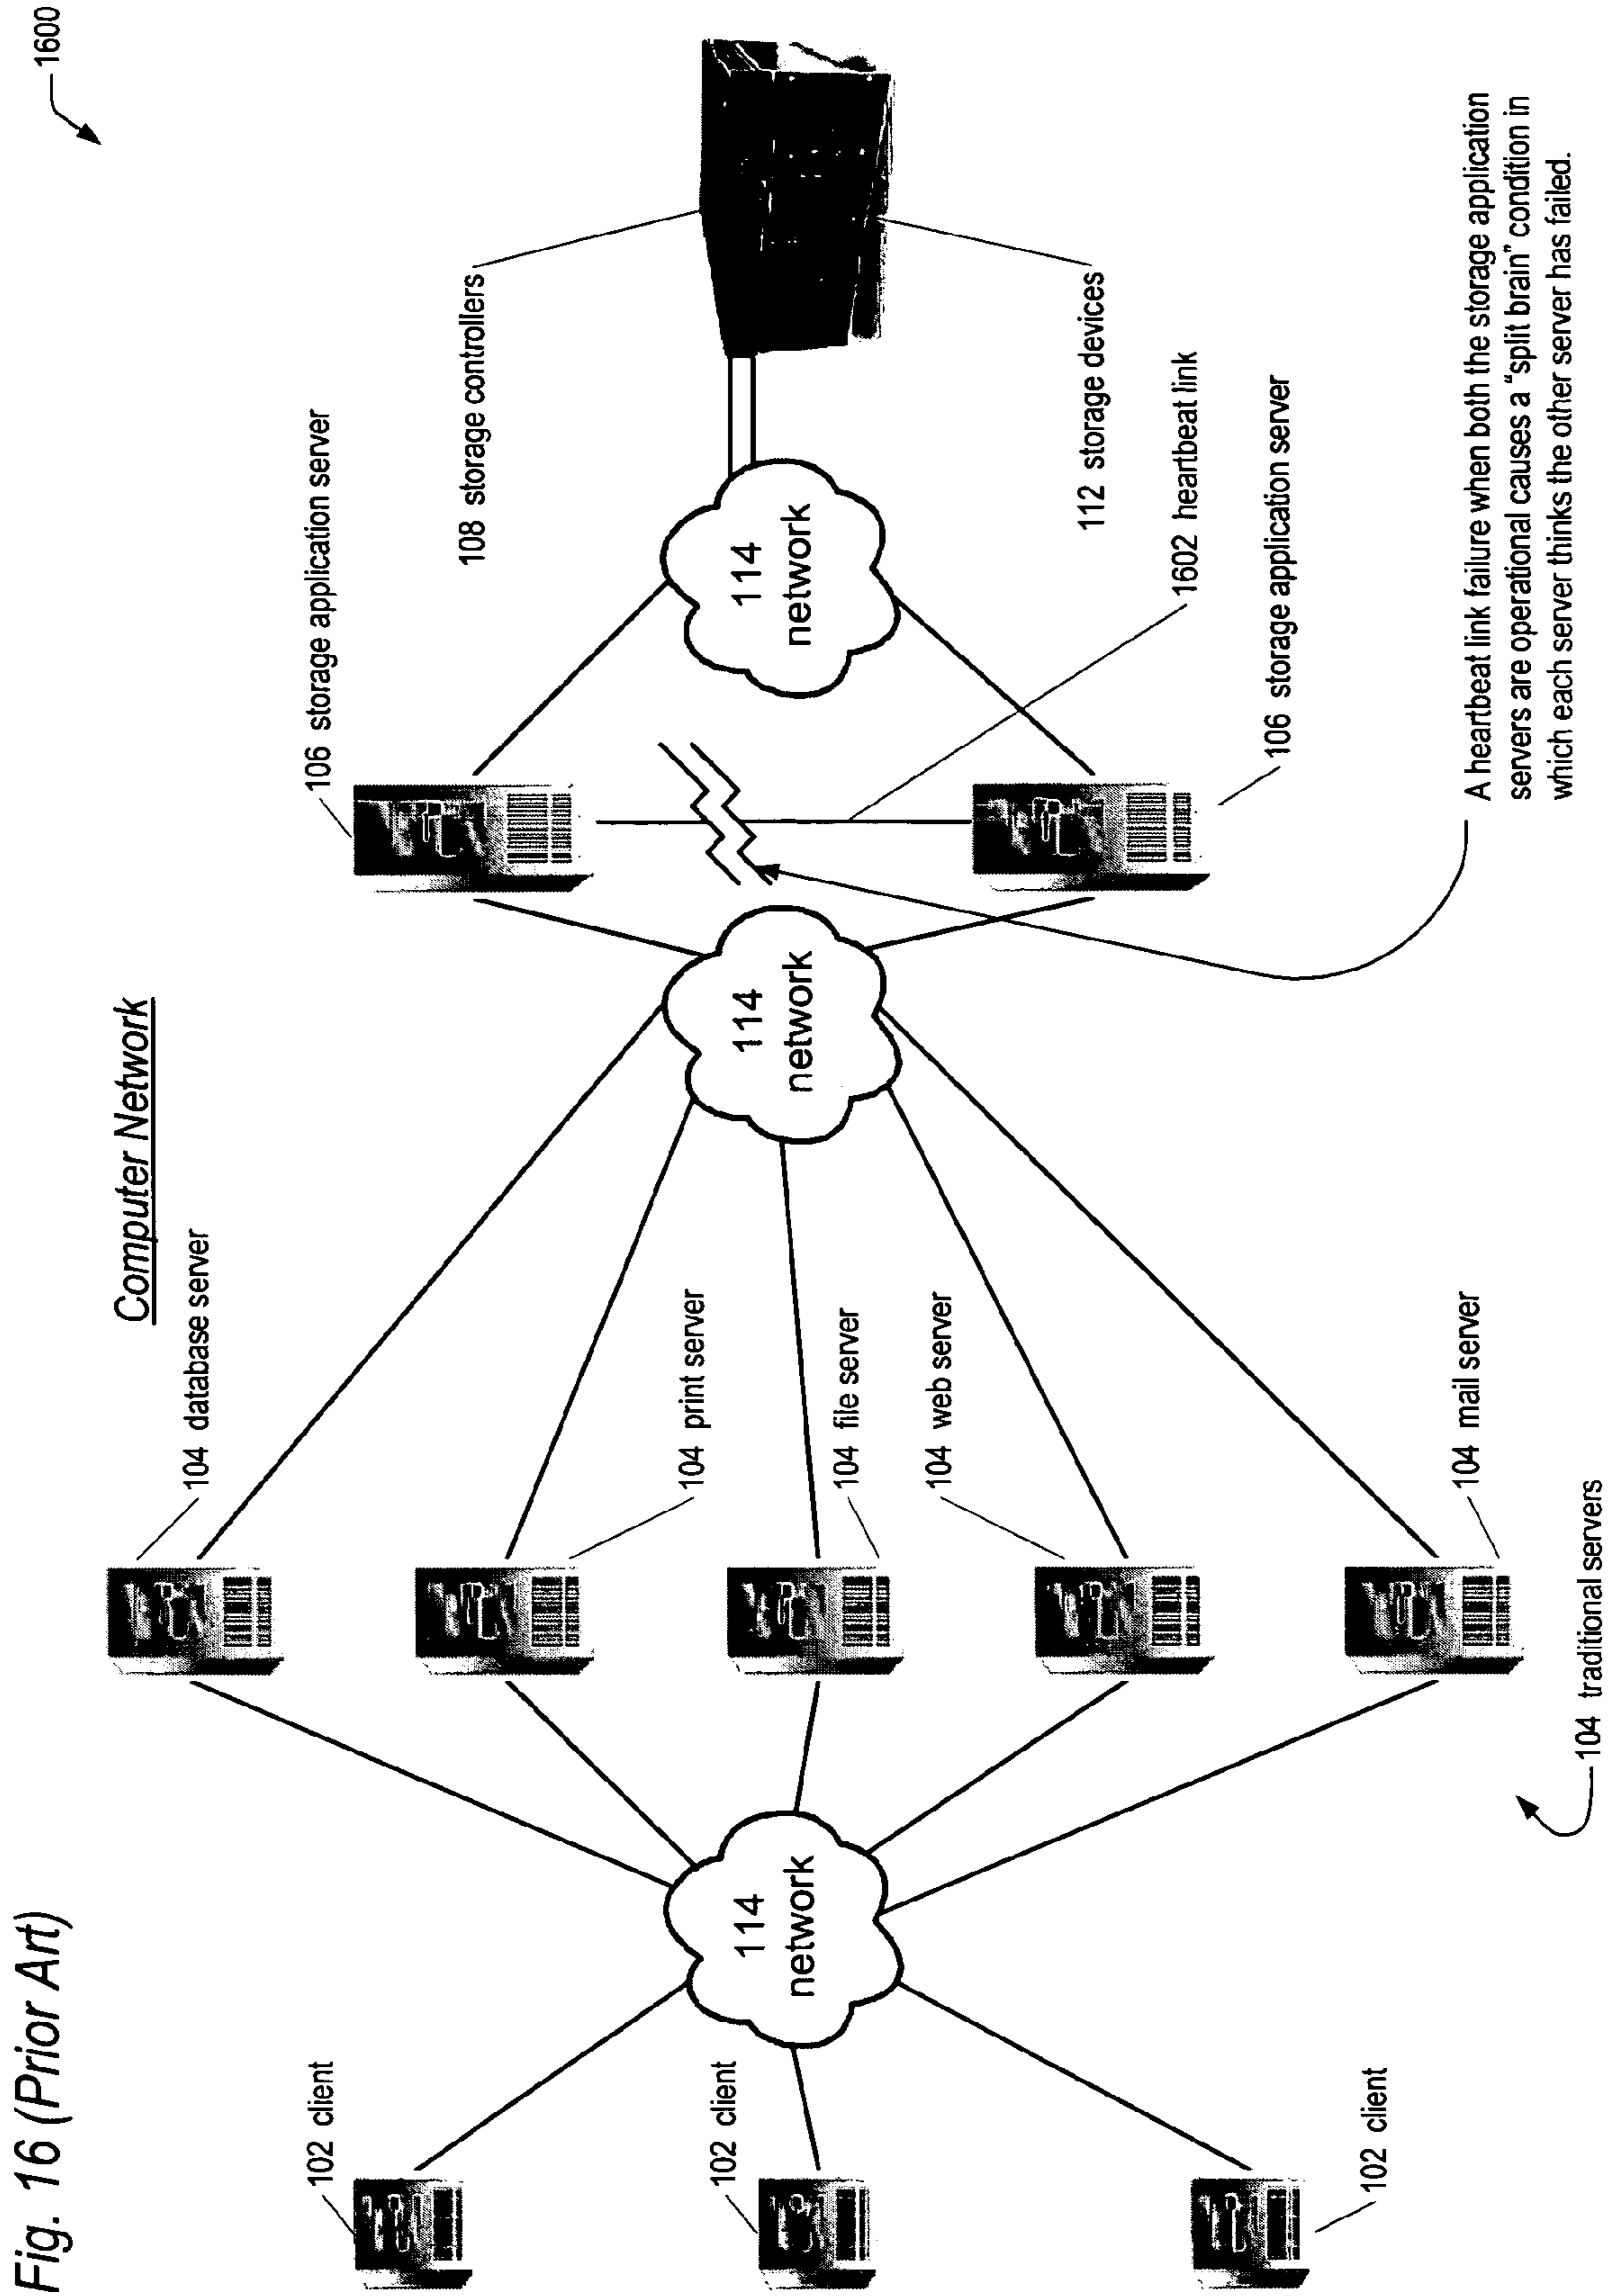 Fig. 16 (Prior Art)
Computer Network
1600
102 client
102 client
102 client
114
network
104 database server
104 print server
104 file server
104 web server
104 mail server
104 traditional servers
114
network
106 storage application server
106 storage application server
1602 heartbeat link
114
network
108 storage controllers
112 storage devices
A heartbeat link failure when both the storage application
servers are operational causes a “split brain” condition in
which each server thinks the other server has failed.